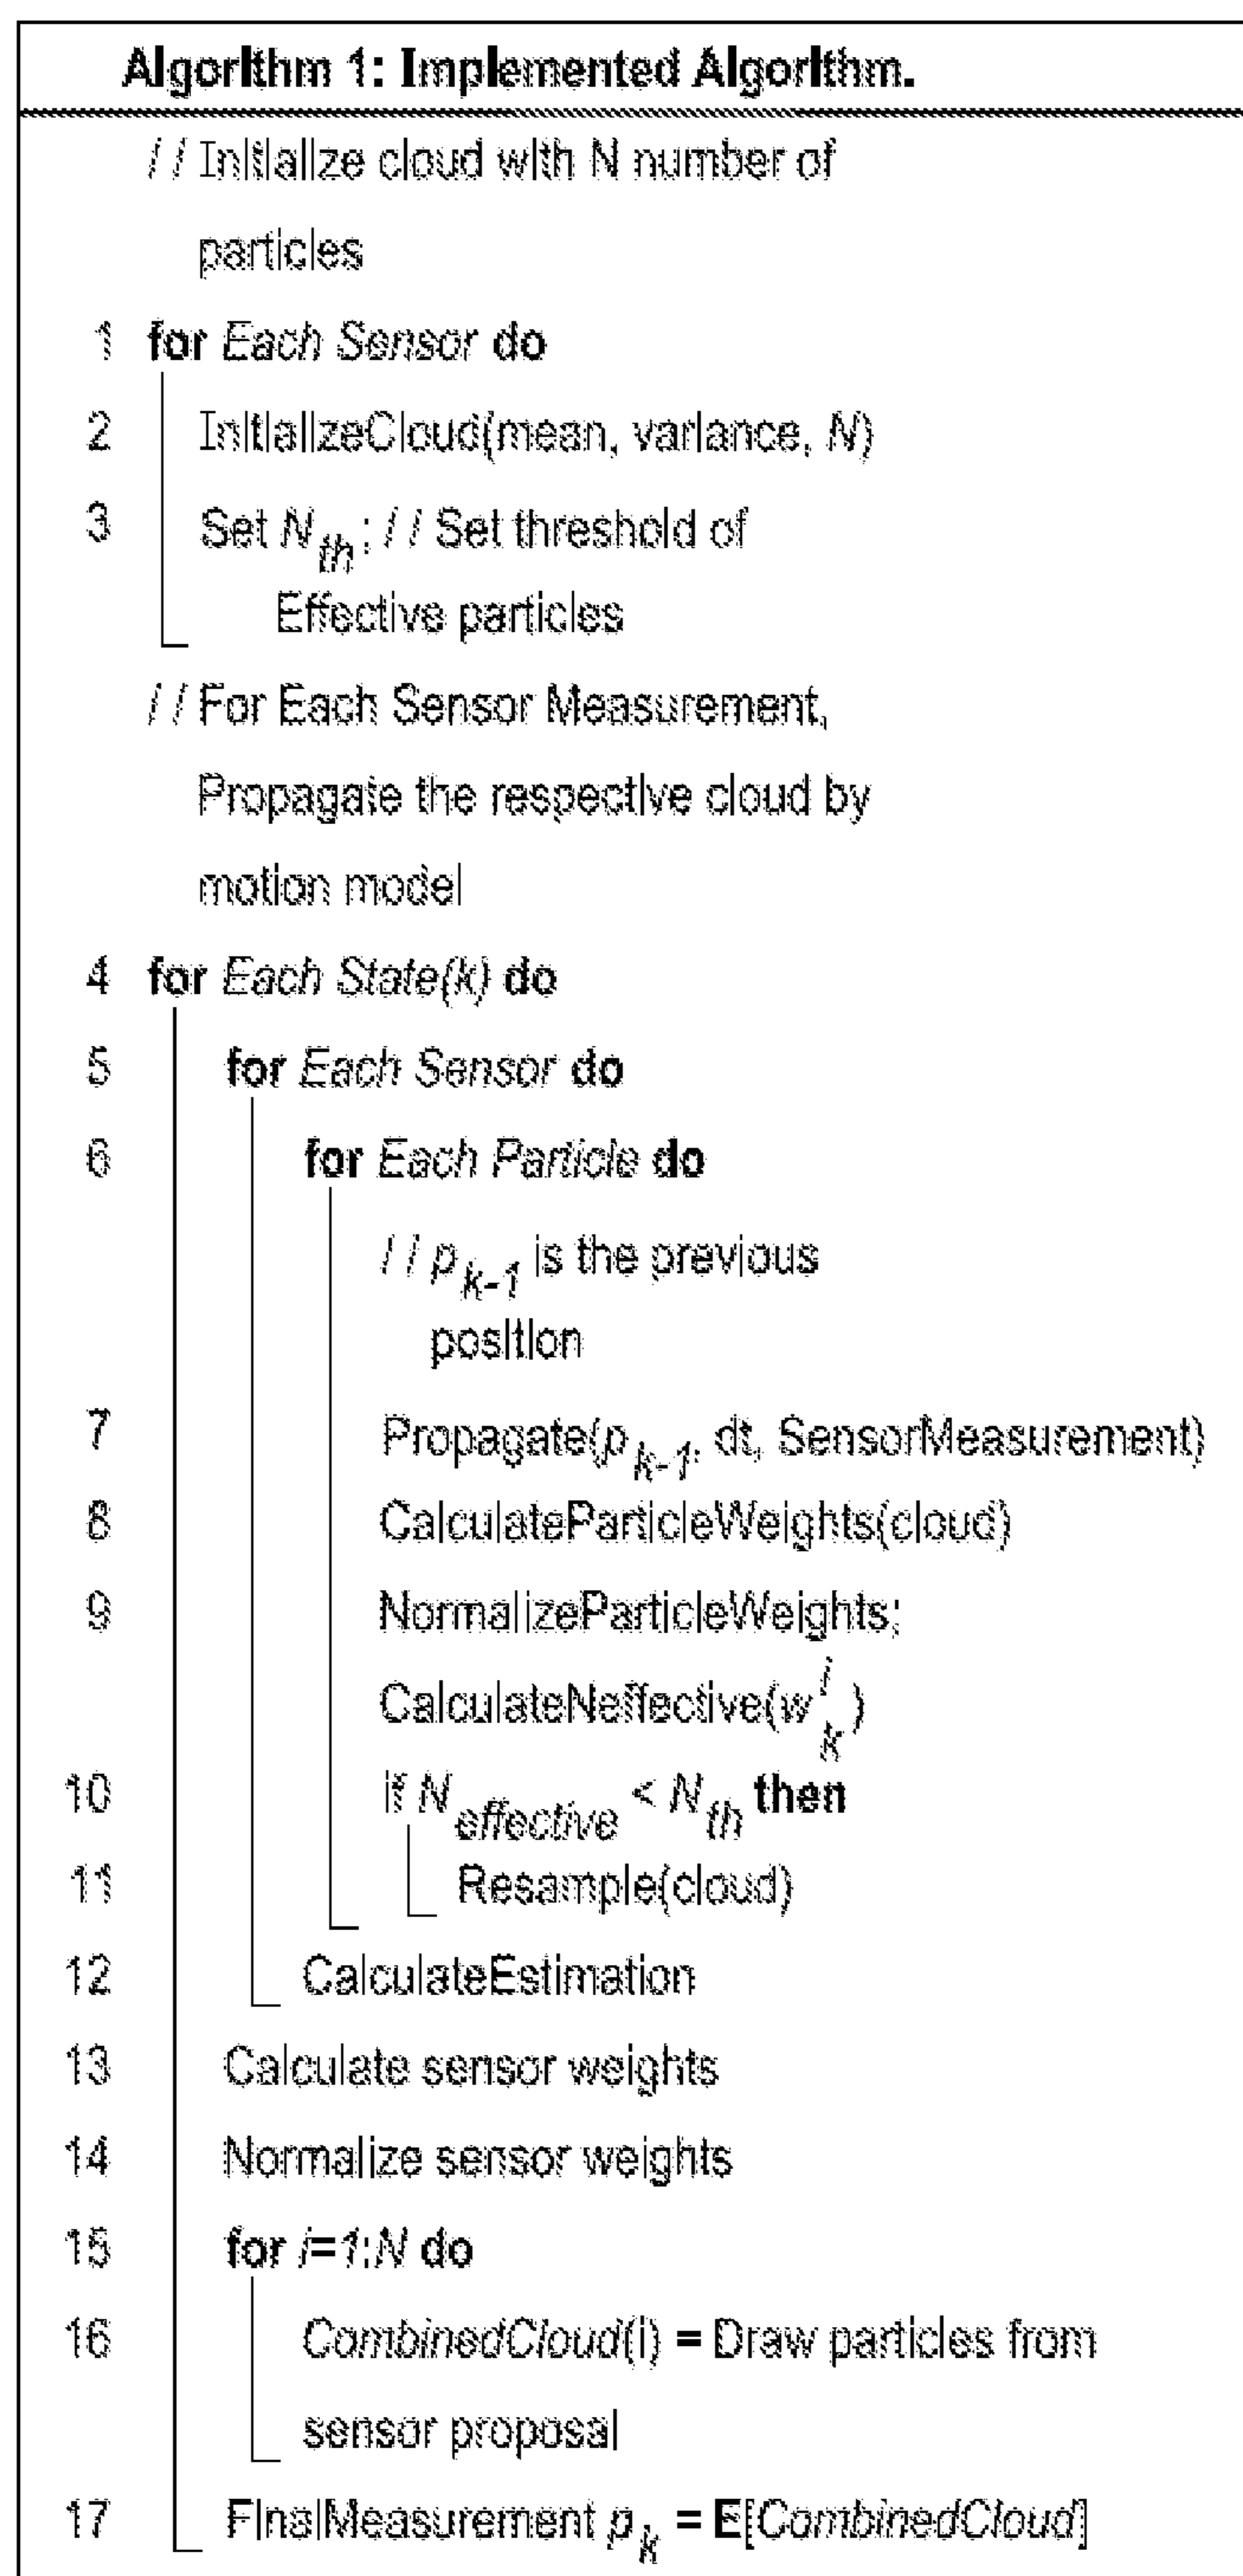 Algorithm 1: Implemented Algorithm.
// Initialize cloud with N number of
particles
1 for Each Sensor do
2 InitializeCloud(mean, variance, N)
3 Set N_th; // Set threshold of
Effective particles
// For Each Sensor Measurement,
Propagate the respective cloud by
motion model
4 for Each State(k) do
5 for Each Sensor do
6 for Each Particle do
// p_k-1 is the previous
position
7 Propagate(p_k-1, dt, SensorMeasurement)
8 CalculateParticleWeights(cloud)
9 NormalizeParticleWeights;
CalculateNeffective(w^i_k)
10 if N_effective < N_th then
11 Resample(cloud)
12 CalculateEstimation
13 Calculate sensor weights
14 Normalize sensor weights
15 for i=1:N do
16 CombinedCloud(i) = Draw particles from
sensor proposal
17 FinalMeasurement p_k = E[CombinedCloud]